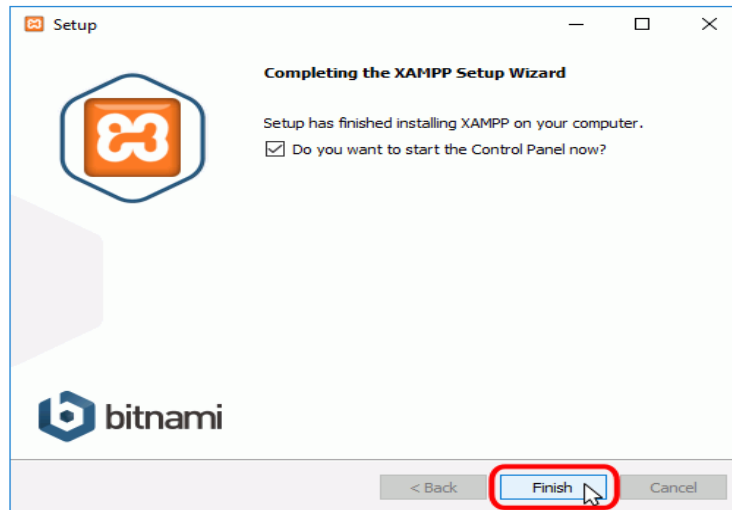 Setup
Completing the XAMPP Setup Wizard
Setup has finished installing XAMPP on your computer.
Do you want to start the Control Panel now?
bitnami
< Back
Finish
Cancel